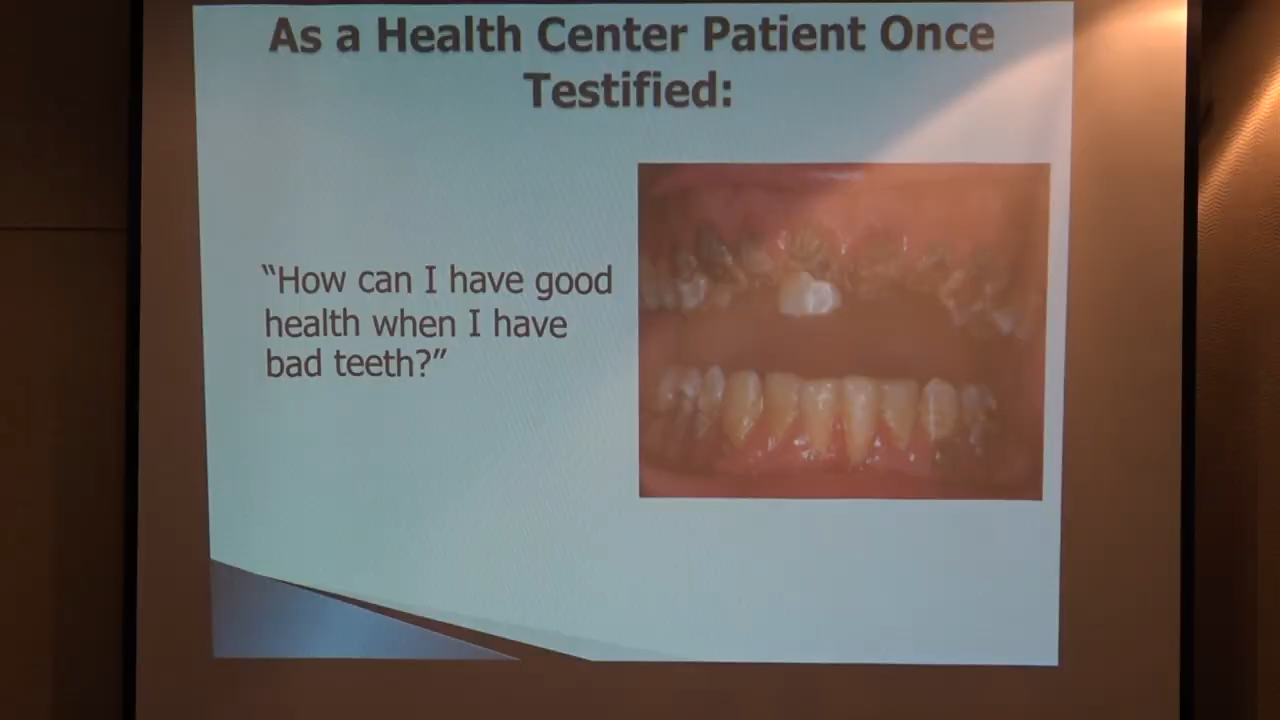 As a Health Center Patient Once
Testified:
“How can I have good
health when I have
bad teeth?”